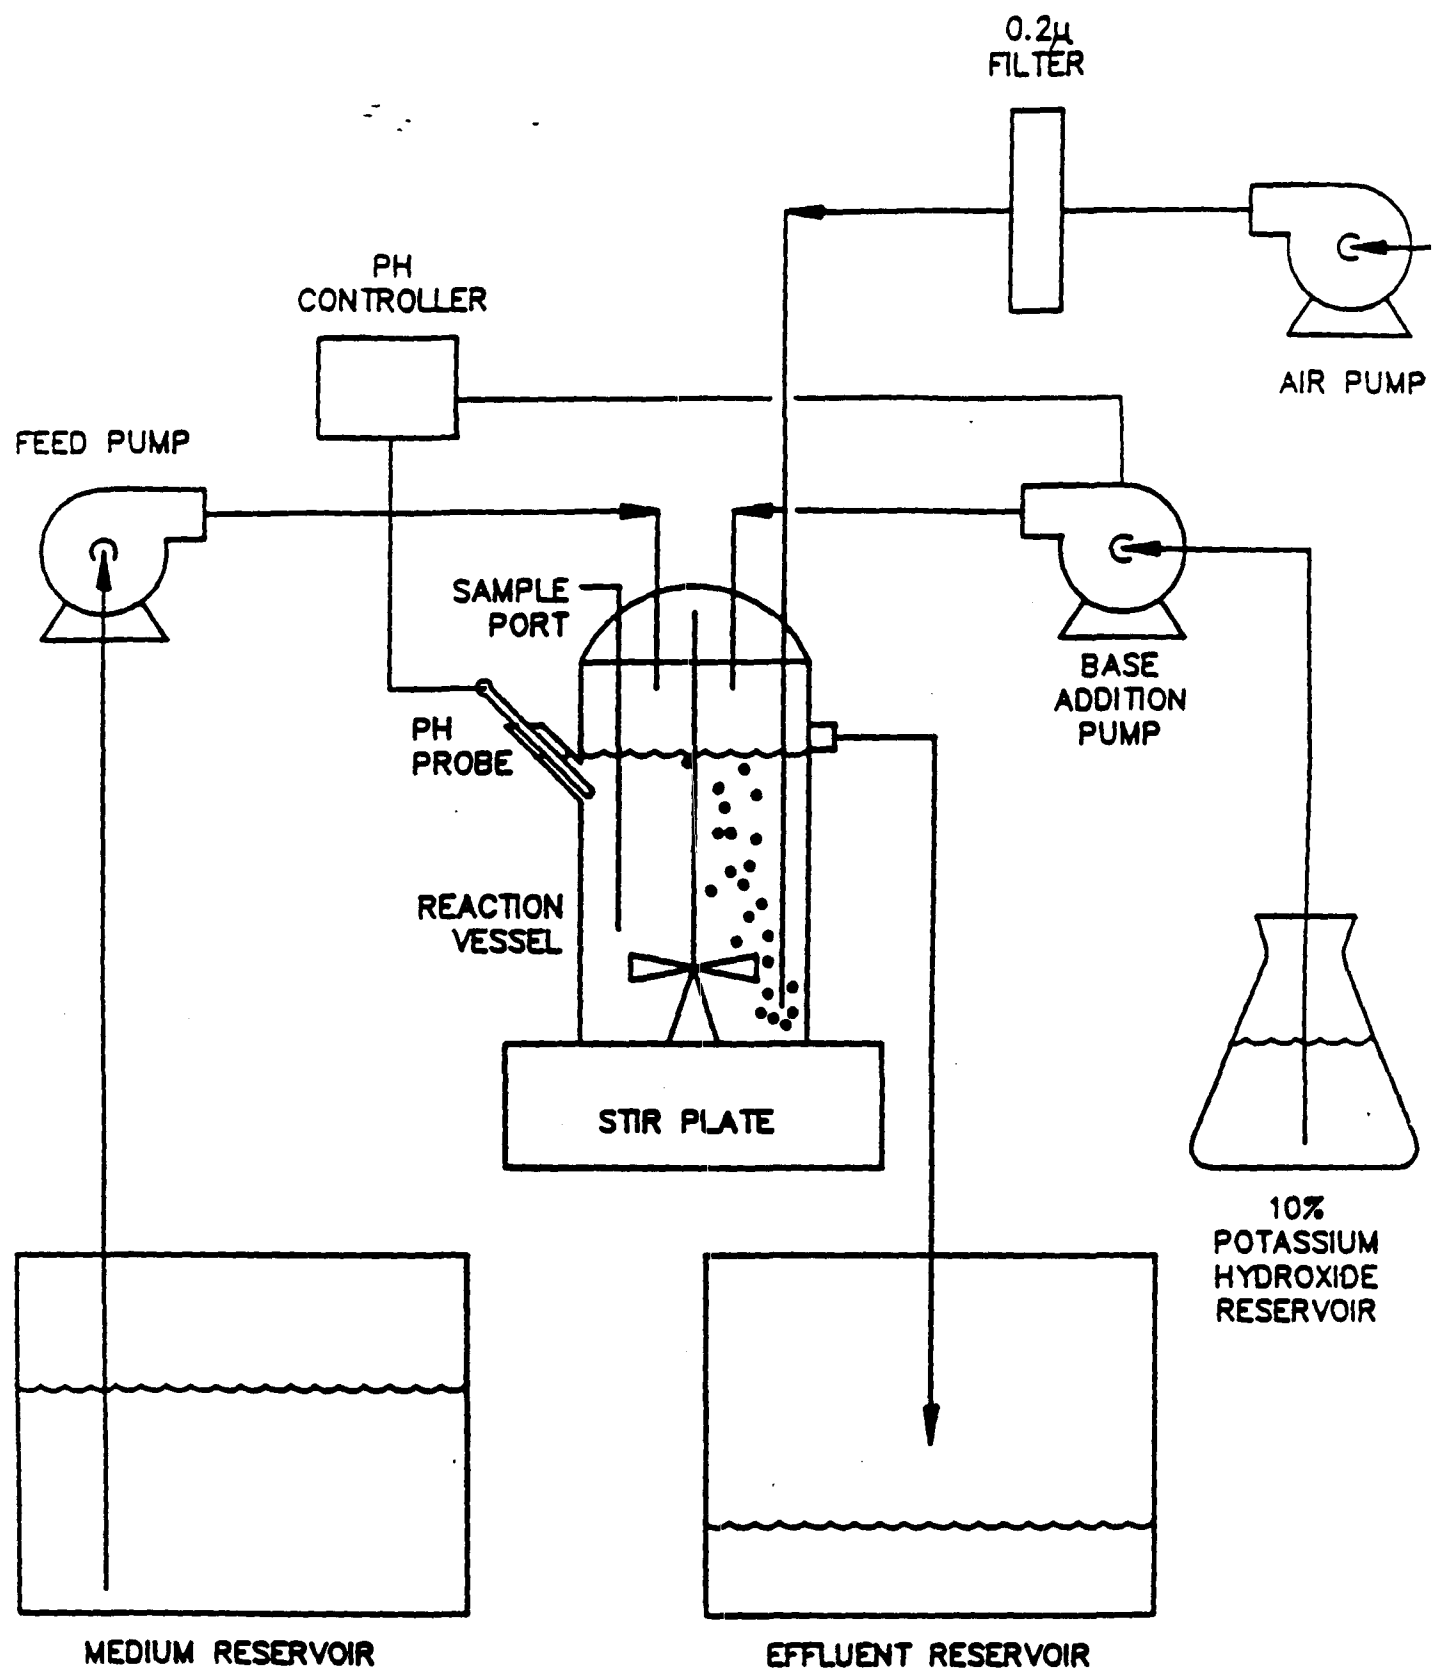 0.2μ
FILTER
PH
CONTROLLER
AIR PUMP
FEED PUMP
SAMPLE
PORT
BASE
ADDITION
PUMP
PH
PROBE
REACTION
VESSEL
STIR PLATE
10%
POTASSIUM
HYDROXIDE
RESERVOIR
MEDIUM RESERVOIR
EFFLUENT RESERVOIR